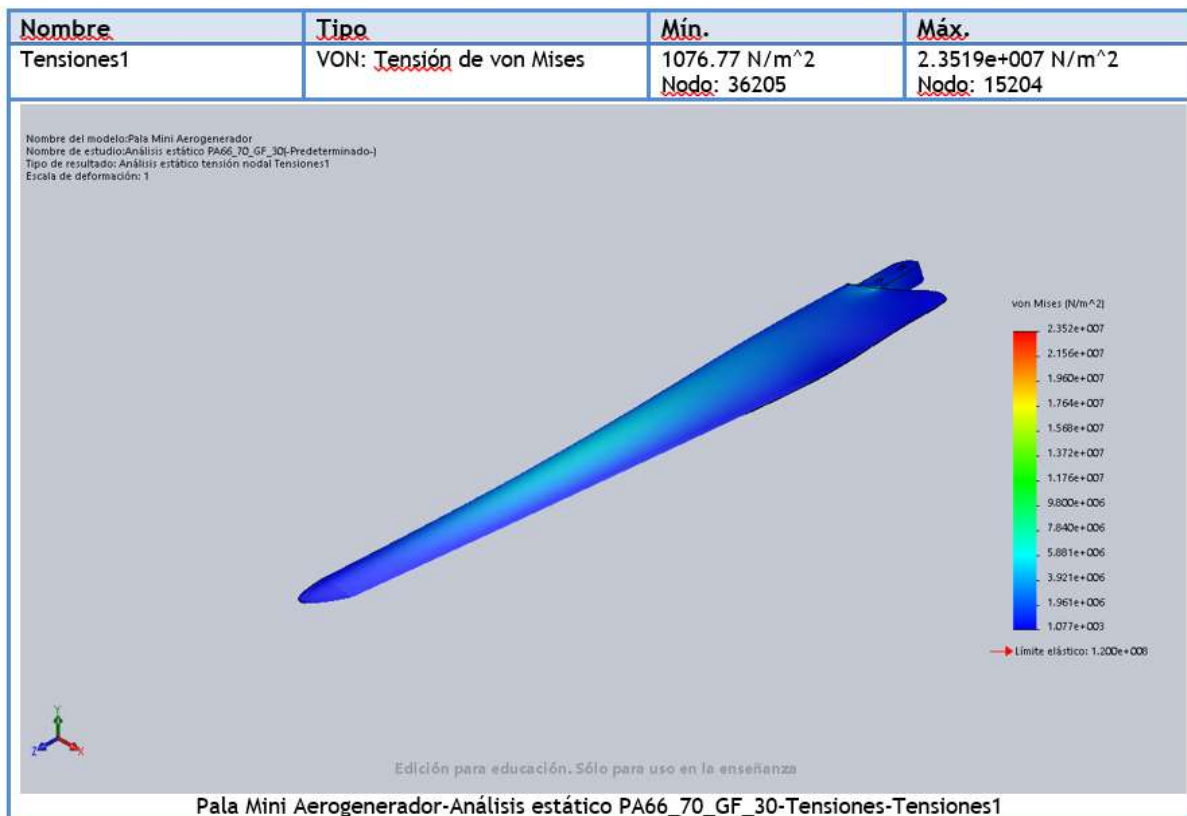 Nombre Tipo Mín. Máx.
Tensiones1 VON: Tensión de von Mises 1076.77 N/m^2 2.3519e+007 N/m^2
Nodo: 36205 Nodo: 15204
Nombre del modelo:Pala Mini Aerogenerador
Nombre de estudio:Análisis estático PA66_70_GF_30(-Predeterminado-)
Tipo de resultado: Análisis estático tensión nodal Tensiones1
Escala de deformación: 1
von Mises (N/m^2)
2.352e+007
2.156e+007
1.960e+007
1.764e+007
1.568e+007
1.372e+007
1.176e+007
9.800e+006
7.840e+006
5.881e+006
3.921e+006
1.961e+006
1.077e+003
Límite elástico: 1.200e+008
Y
Z X
Edición para educación. Sólo para uso en la enseñanza
Pala Mini Aerogenerador-Análisis estático PA66_70_GF_30-Tensiones-Tensiones1